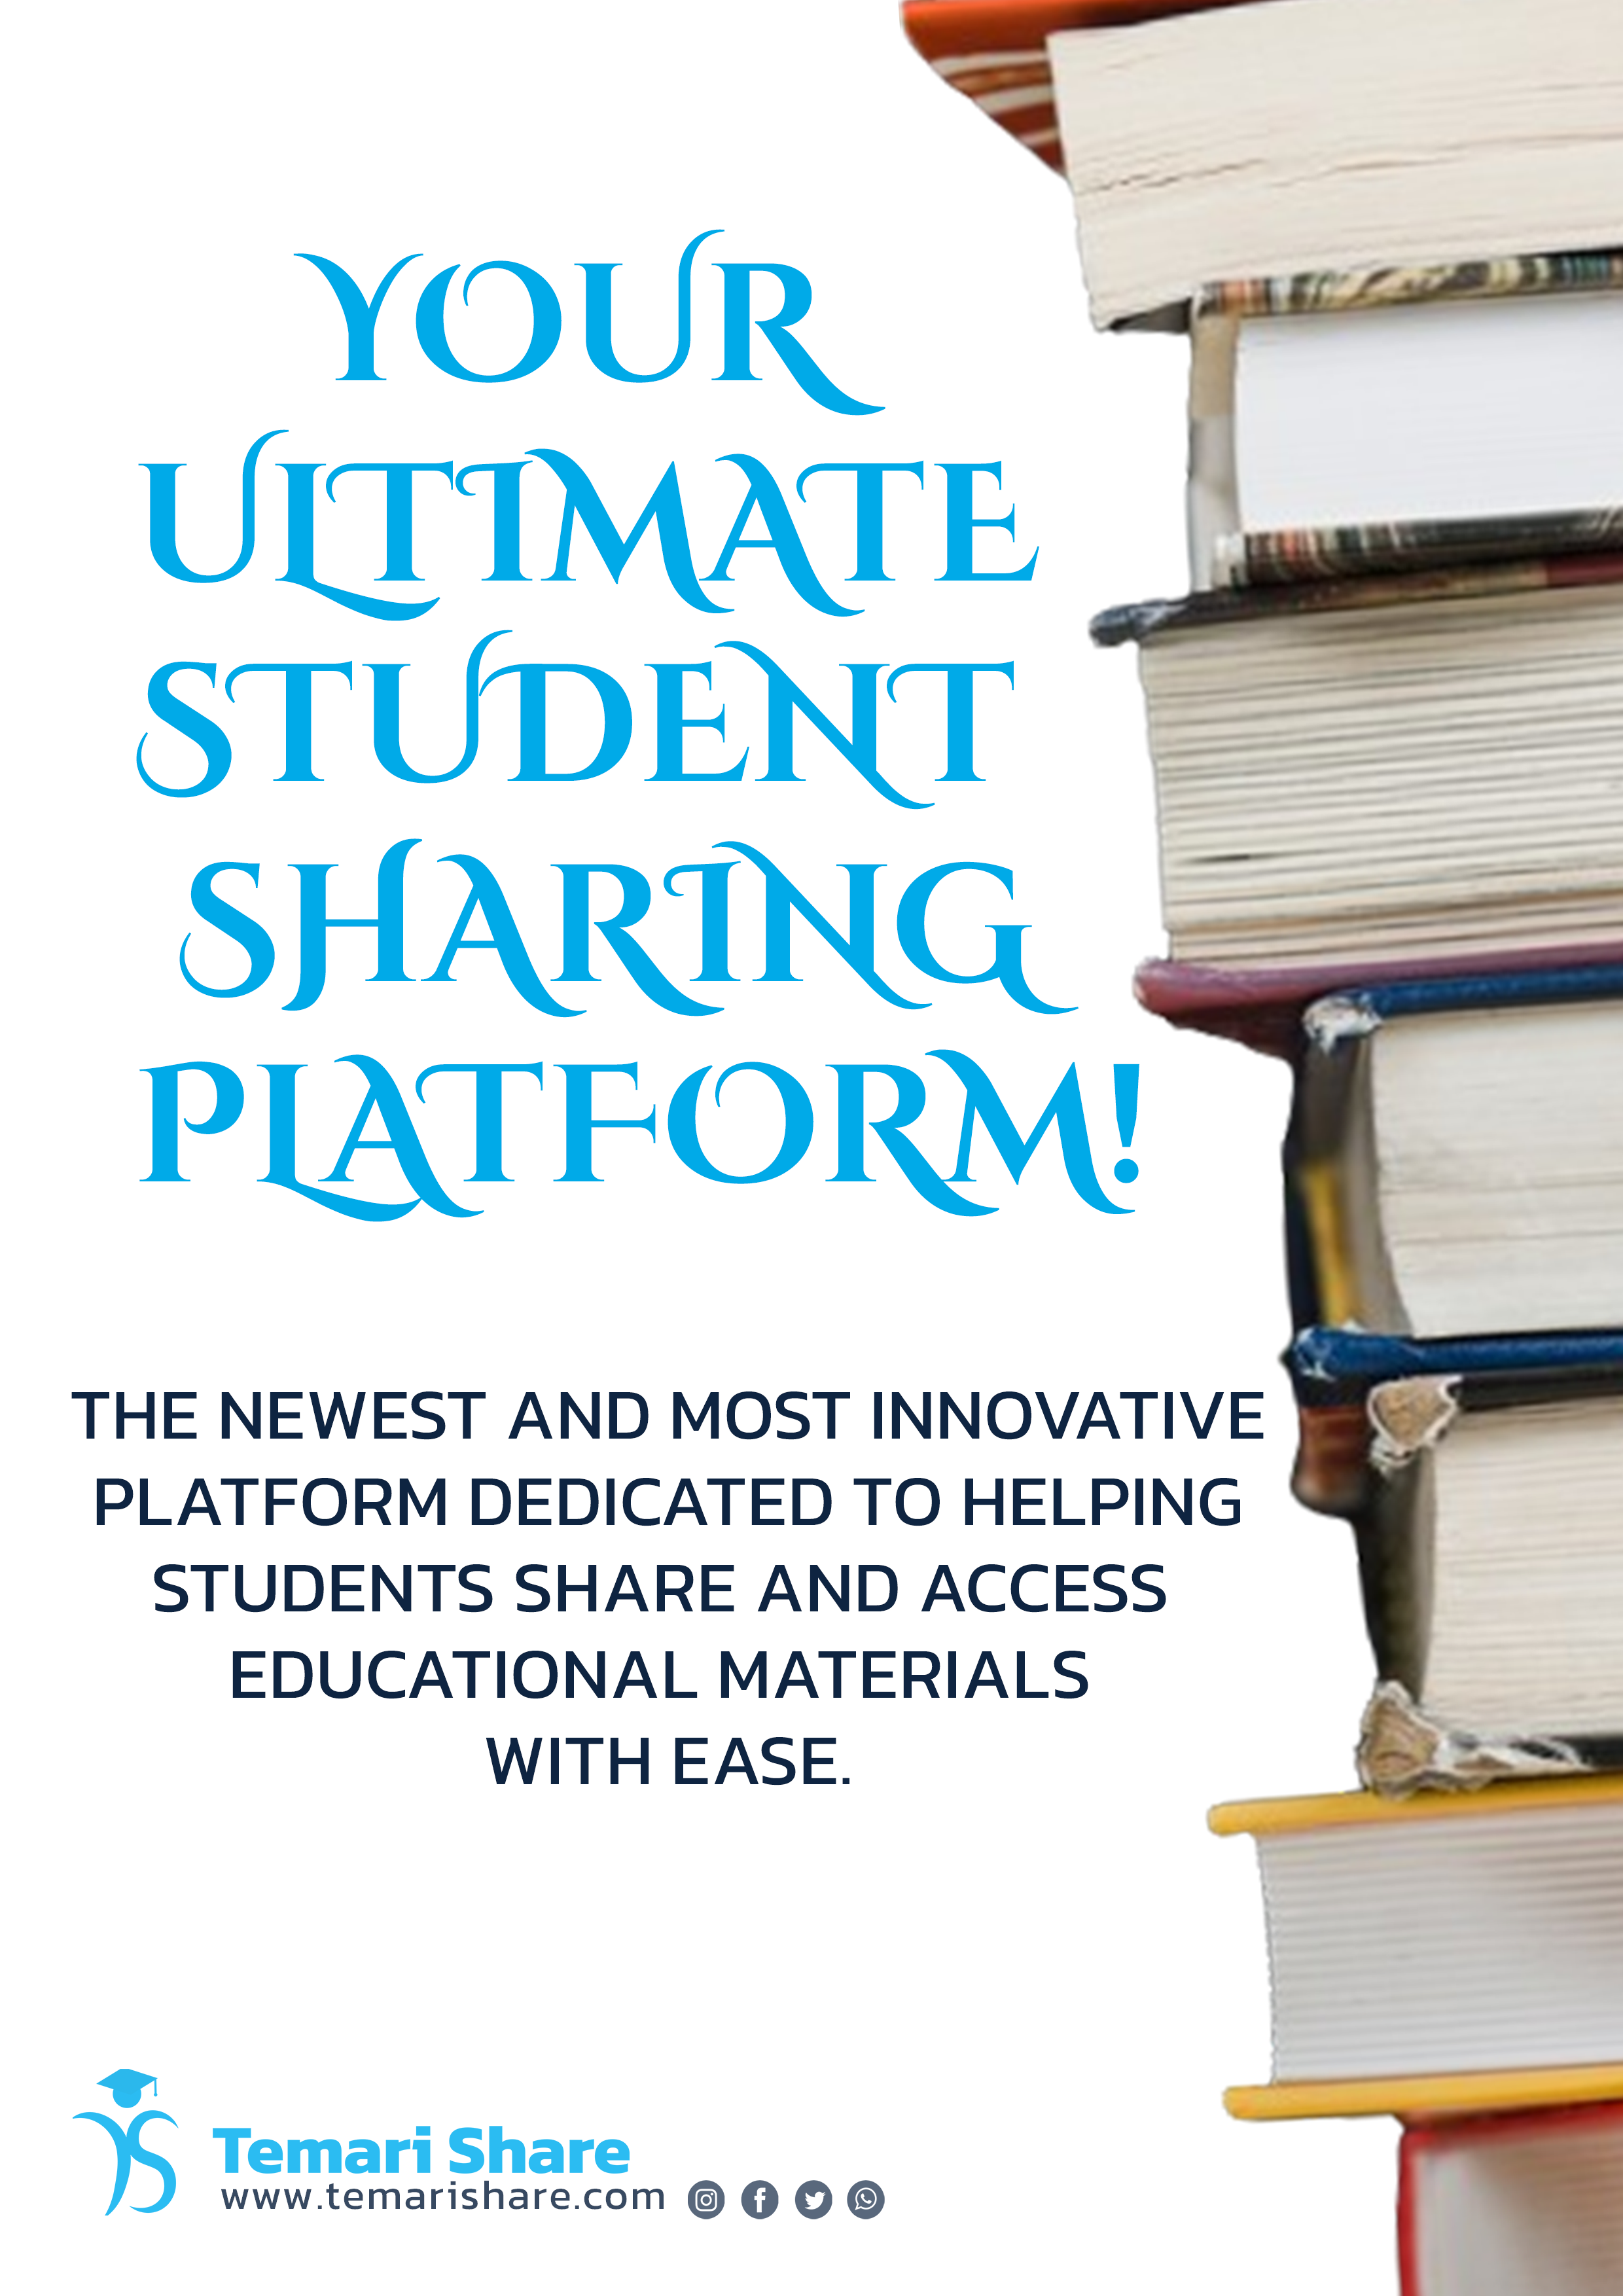 YOUR
ULTIMATE
STUDENT
SHARING
PLATFORM!
THE NEWEST AND MOST INNOVATIVE
PLATFORM DEDICATED TO HELPING
STUDENTS SHARE AND ACCESS
EDUCATIONAL MATERIALS
WITH EASE.
Temari Share
www.temarishare.com